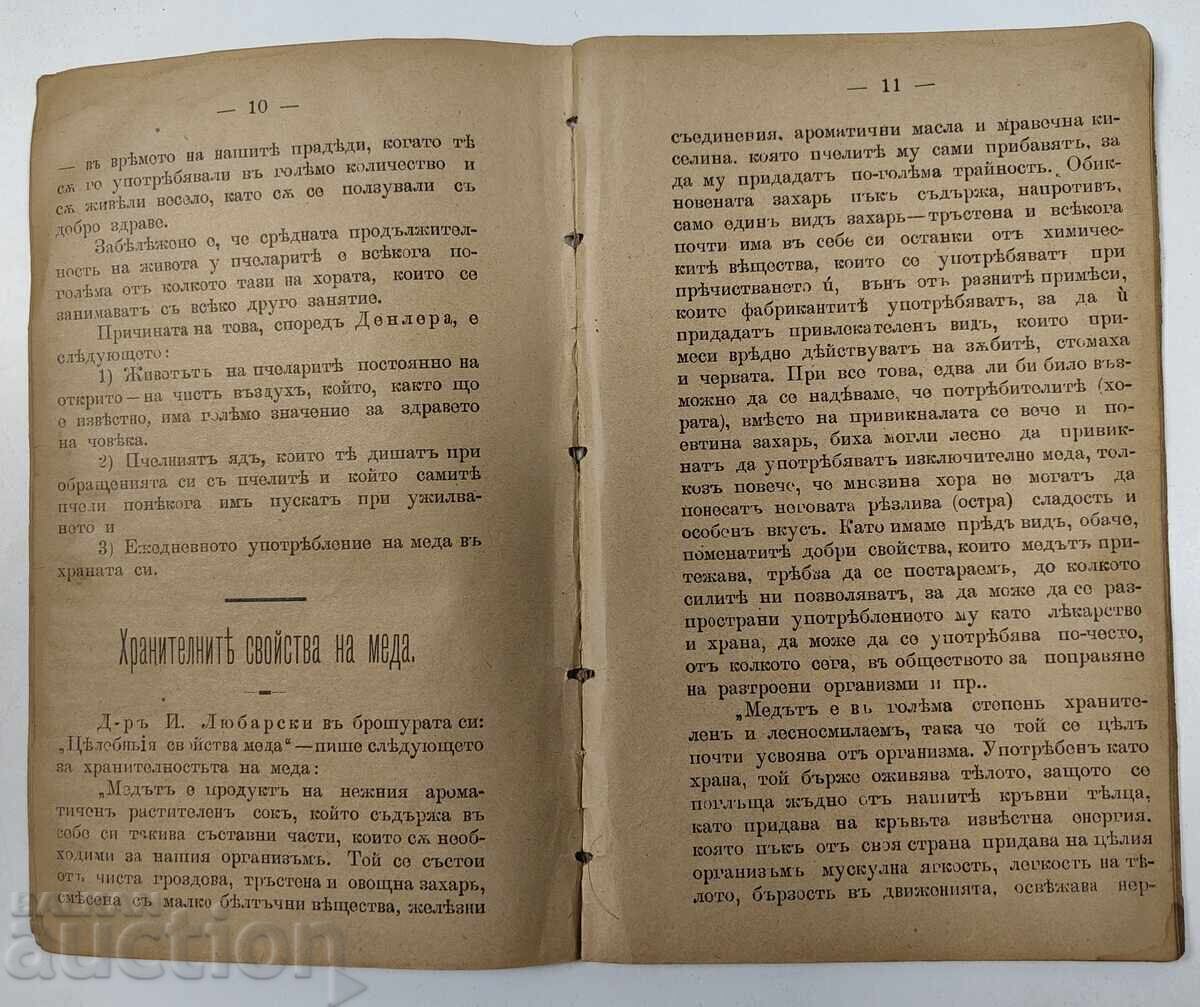 — 10 —
— въ врѣмето на нашитѣ прадѣди, когато тѣ
сѫ го употрѣбявали въ голѣмо количество и
сѫ живѣли весело, като сѫ се ползували съ
добро здраве.
Забѣлѣжено е, че срѣдната продължител-
ность на живота у пчеларитѣ е всѣкога по-
голѣма отъ колкото тази на хората, които се
занимаватъ съ всѣко друго занятие.
Причината на това, споредъ Денлера, е
слѣдующето:
1) Животътъ на пчеларитѣ постоянно на
открито—на чистъ въздухъ, който, както що
е извѣстно, има голѣмо значение за здравето
на човѣка.
2) Пчелниятъ ядъ, който тѣ дишатъ при
обращенията си съ пчелитѣ и който самитѣ
пчели понѣкога имъ пускатъ при ужилва-
нето и
3) Ежедневното употрѣбление на меда въ
храната си.
Хранителнитѣ свойства на меда.
Д-ръ И. Любарски въ брошурата си:
„Цѣлебныя свойства меда“—пише слѣдующето
за хранителностьта на меда:
„Медътъ е продуктъ на нежния арома-
тиченъ растителенъ сокъ, който съдържа въ
себе си такива съставни части, които сѫ необ-
ходими за нашия организъмъ. Той се състои
отъ чиста гроздова, тръстена и овощна захарь,
смѣсена съ малко бѣлтъчни вѣщества, желѣзни
— 11 —
съединения, ароматични масла и мравочна ки-
селина, която пчелитѣ му сами прибавятъ, за
да му придадатъ по-голѣма трайность. Обик-
новената захарь пъкъ съдържа, напротивъ,
само единъ видъ захарь—тръстена и всѣкога
почти има въ себе си останки отъ химичес-
китѣ вѣщества, които се употрѣбяватъ при
прѣчистването ѝ, вънъ отъ разнитѣ примѣси,
които фабрикантитѣ употрѣбяватъ, за да ѝ
придадатъ привлекателенъ видъ, които при-
меси врѣдно дѣйствуватъ на зѫбитѣ, стомаха
и червата. При все това, едва ли би било въз-
можно да се надѣваме, че потрѣбителитѣ (хо-
рата), вмѣсто на привикналата се вече и по-
евтина захарь, биха могли лесно да привик-
натъ да употрѣбяватъ изключително меда, тол-
козъ повече, че мнозина хора не могатъ да
понесатъ неговата рѣзлива (остра) сладость и
особенъ вкусъ. Като имаме прѣдъ видъ, обаче,
поменатитѣ добри свойства, които медътъ при-
тежава, трѣбва да се постараемъ, до колкото
силитѣ ни позволяватъ, за да може да се раз-
пространи употрѣблението му като лѣкарство
и храна, да може да се употрѣбява по-често,
отъ колкото сега, въ обществото за поправяне
на разтроени организми и пр..
„Медътъ е въ голѣма степень храните-
ленъ и лесносмилаемъ, така че той се цѣлъ
почти усвоява отъ организма. Употрѣбенъ като
храна, той бърже оживява тѣлото, защото се
поглъща жъдно отъ нашитѣ кръвни тѣлца,
като придава на кръвьта извѣстна енергия,
която пъкъ отъ своя страна придава на цѣлия
организъмъ мускулна ягкость, легкость на тѣ-
лото, бързость въ движенията, освѣжава нер-
auction